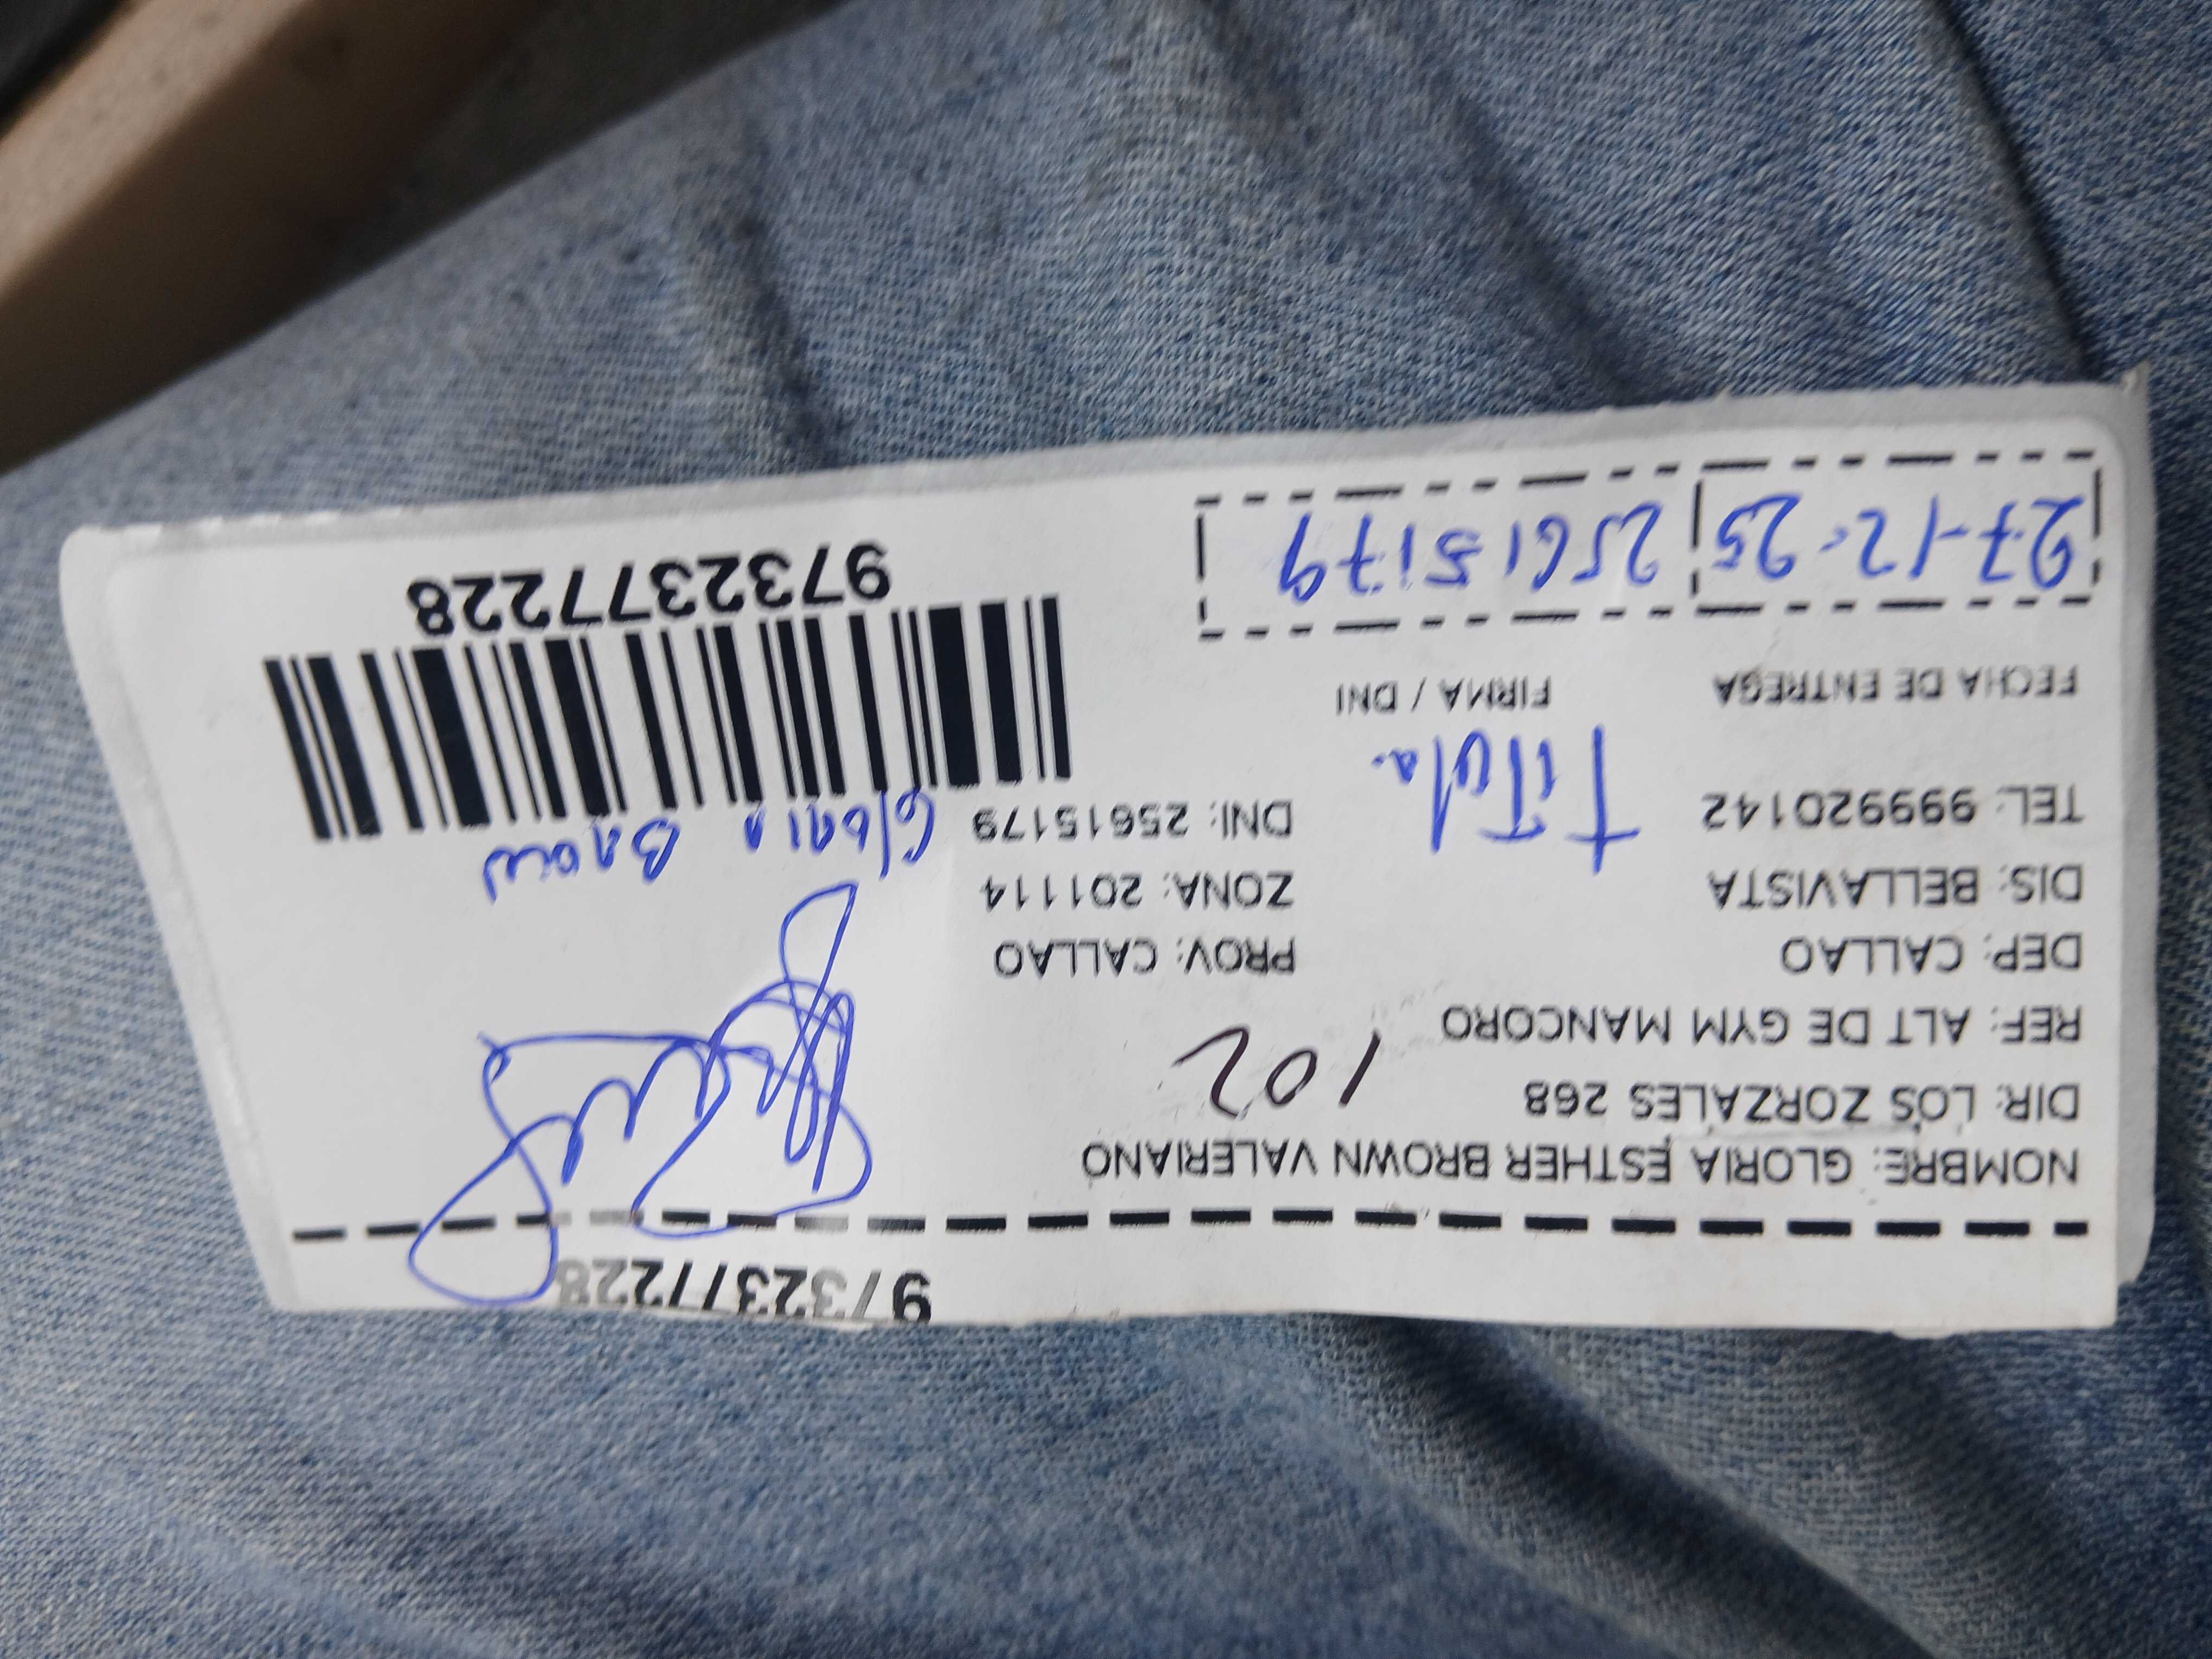 9732377228
NOMBRE: GLORIA ESTHER BROWN VALERIANO
DIR: LOS ZORZALES 268
102
REF: ALT DE GYM MANCORO
DEP: CALLAO PROV: CALLAO
DIS: BELLAVISTA ZONA: 201114
TEL: 999920142 DNI: 25615179
Gloria Brow
Titula.
FECHA DE ENTREGA FIRMA / DNI
27-12-25 25615179
9732377228